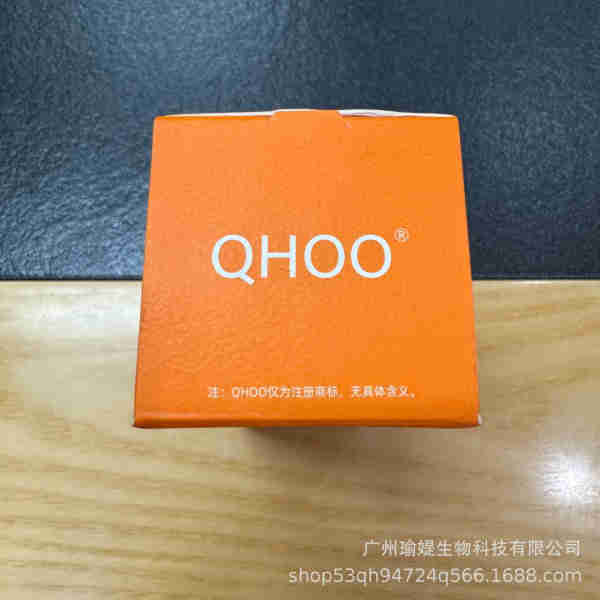 QHOO®
注：QHOO仅为注册商标，无具体含义。
广州瑜媞生物科技有限公司
shop53qh94724q566.1688.com